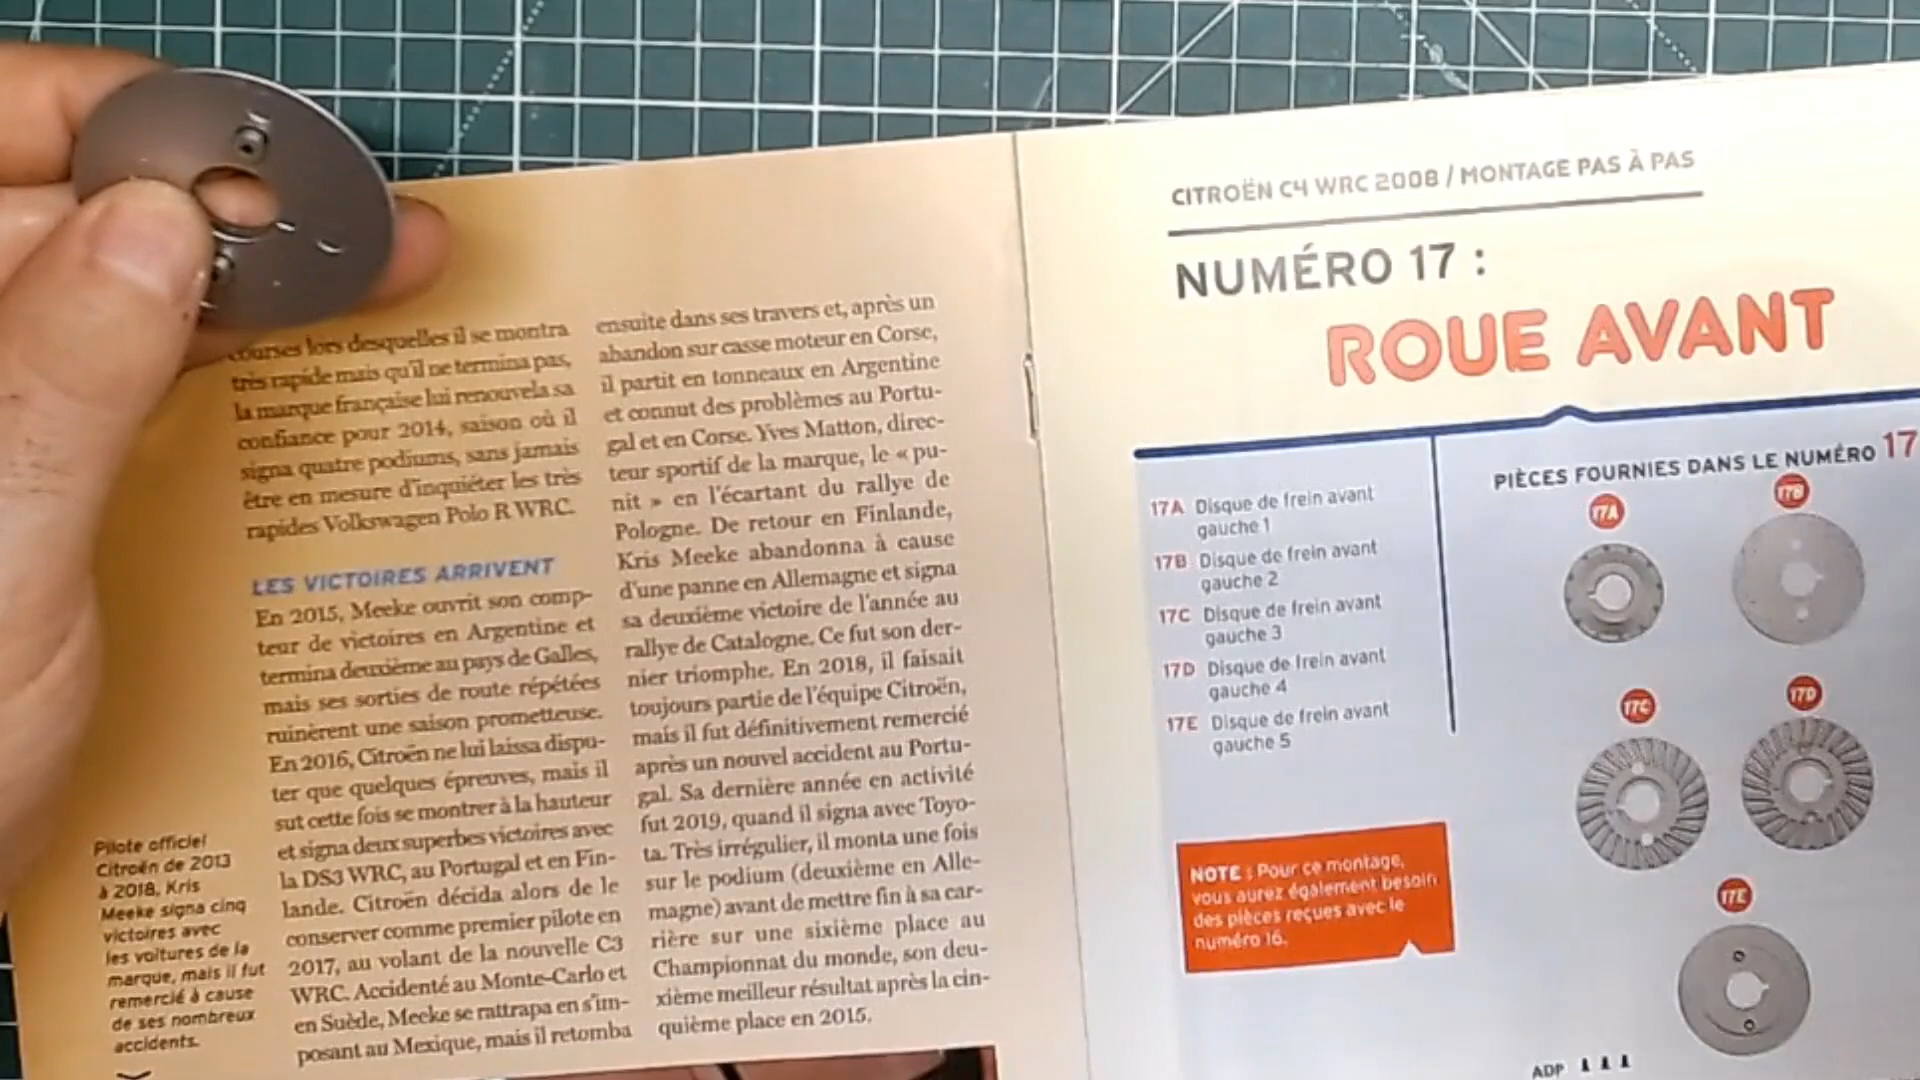 courses lors desquelles il se montra
très rapide mais qu'il ne termina pas,
la marque française lui renouvela sa
confiance pour 2014, saison où il
signa quatre podiums, sans jamais
être en mesure d'inquiéter les très
rapides Volkswagen Polo R WRC.
LES VICTOIRES ARRIVENT
En 2015, Meeke ouvrit son comp-
teur de victoires en Argentine et
termina deuxième au pays de Galles,
mais ses sorties de route répétées
ruinèrent une saison prometteuse.
En 2016, Citroën ne lui laissa dispu-
ter que quelques épreuves, mais il
sut cette fois se montrer à la hauteur
et signa deux superbes victoires avec
la DS3 WRC, au Portugal et en Fin-
lande. Citroën décida alors de le
conserver comme premier pilote en
2017, au volant de la nouvelle C3
WRC. Accidenté au Monte-Carlo et
en Suède, Meeke se rattrapa en s'im-
posant au Mexique, mais il retomba
ensuite dans ses travers et, après un
abandon sur casse moteur en Corse,
il partit en tonneaux en Argentine
et connut des problèmes au Portu-
gal et en Corse. Yves Matton, direc-
teur sportif de la marque, le « pu-
nit » en l'écartant du rallye de
Pologne. De retour en Finlande,
Kris Meeke abandonna à cause
d'une panne en Allemagne et signa
sa deuxième victoire de l'année au
rallye de Catalogne. Ce fut son der-
nier triomphe. En 2018, il faisait
toujours partie de l'équipe Citroën,
mais il fut définitivement remercié
après un nouvel accident au Portu-
gal. Sa dernière année en activité
fut 2019, quand il signa avec Toyo-
ta. Très irrégulier, il monta une fois
sur le podium (deuxième en Alle-
magne) avant de mettre fin à sa car-
rière sur une sixième place au
Championnat du monde, son deu-
xième meilleur résultat après la cin-
quième place en 2015.
Pilote officiel
Citroën de 2013
à 2018, Kris
Meeke signa cinq
victoires avec
les voitures de la
marque, mais il fut
remercié à cause
de ses nombreux
accidents.
CITROËN C4 WRC 2008 / MONTAGE PAS À PAS
NUMÉRO 17 :
ROUE AVANT
17A Disque de frein avant
gauche 1
17B Disque de frein avant
gauche 2
17C Disque de frein avant
gauche 3
17D Disque de frein avant
gauche 4
17E Disque de frein avant
gauche 5
NOTE : Pour ce montage,
vous aurez également besoin
des pièces reçues avec le
numéro 16.
PIÈCES FOURNIES DANS LE NUMÉRO 17
17A
17B
17C
17D
17E
ADP